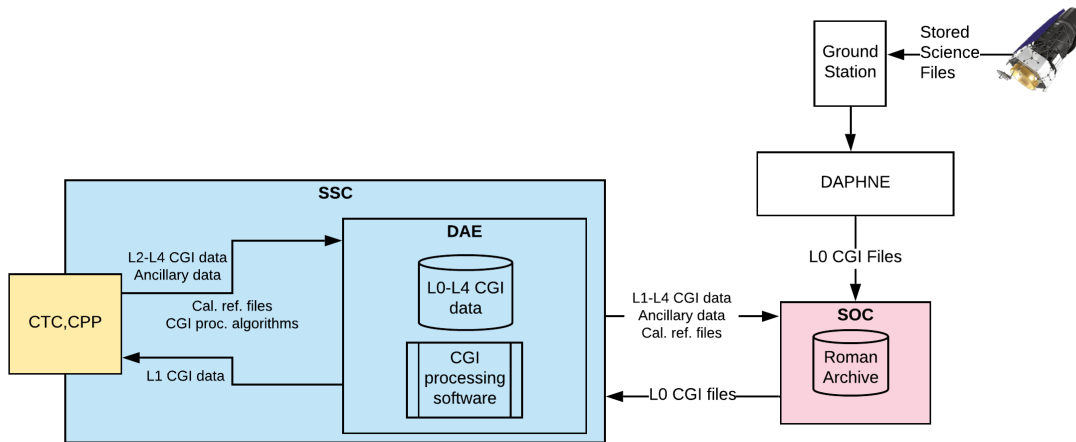 Ground
Station
Stored
Science
Files
DAPHNE
L0 CGI Files
SSC
DAE
L2-L4 CGI data
Ancillary data
Cal. ref. files
CGI proc. algorithms
L0-L4 CGI
data
CTC,CPP
L1 CGI data
CGI
processing
software
L1-L4 CGI data
Ancillary data
Cal. ref. files
L0 CGI files
SOC
Roman
Archive